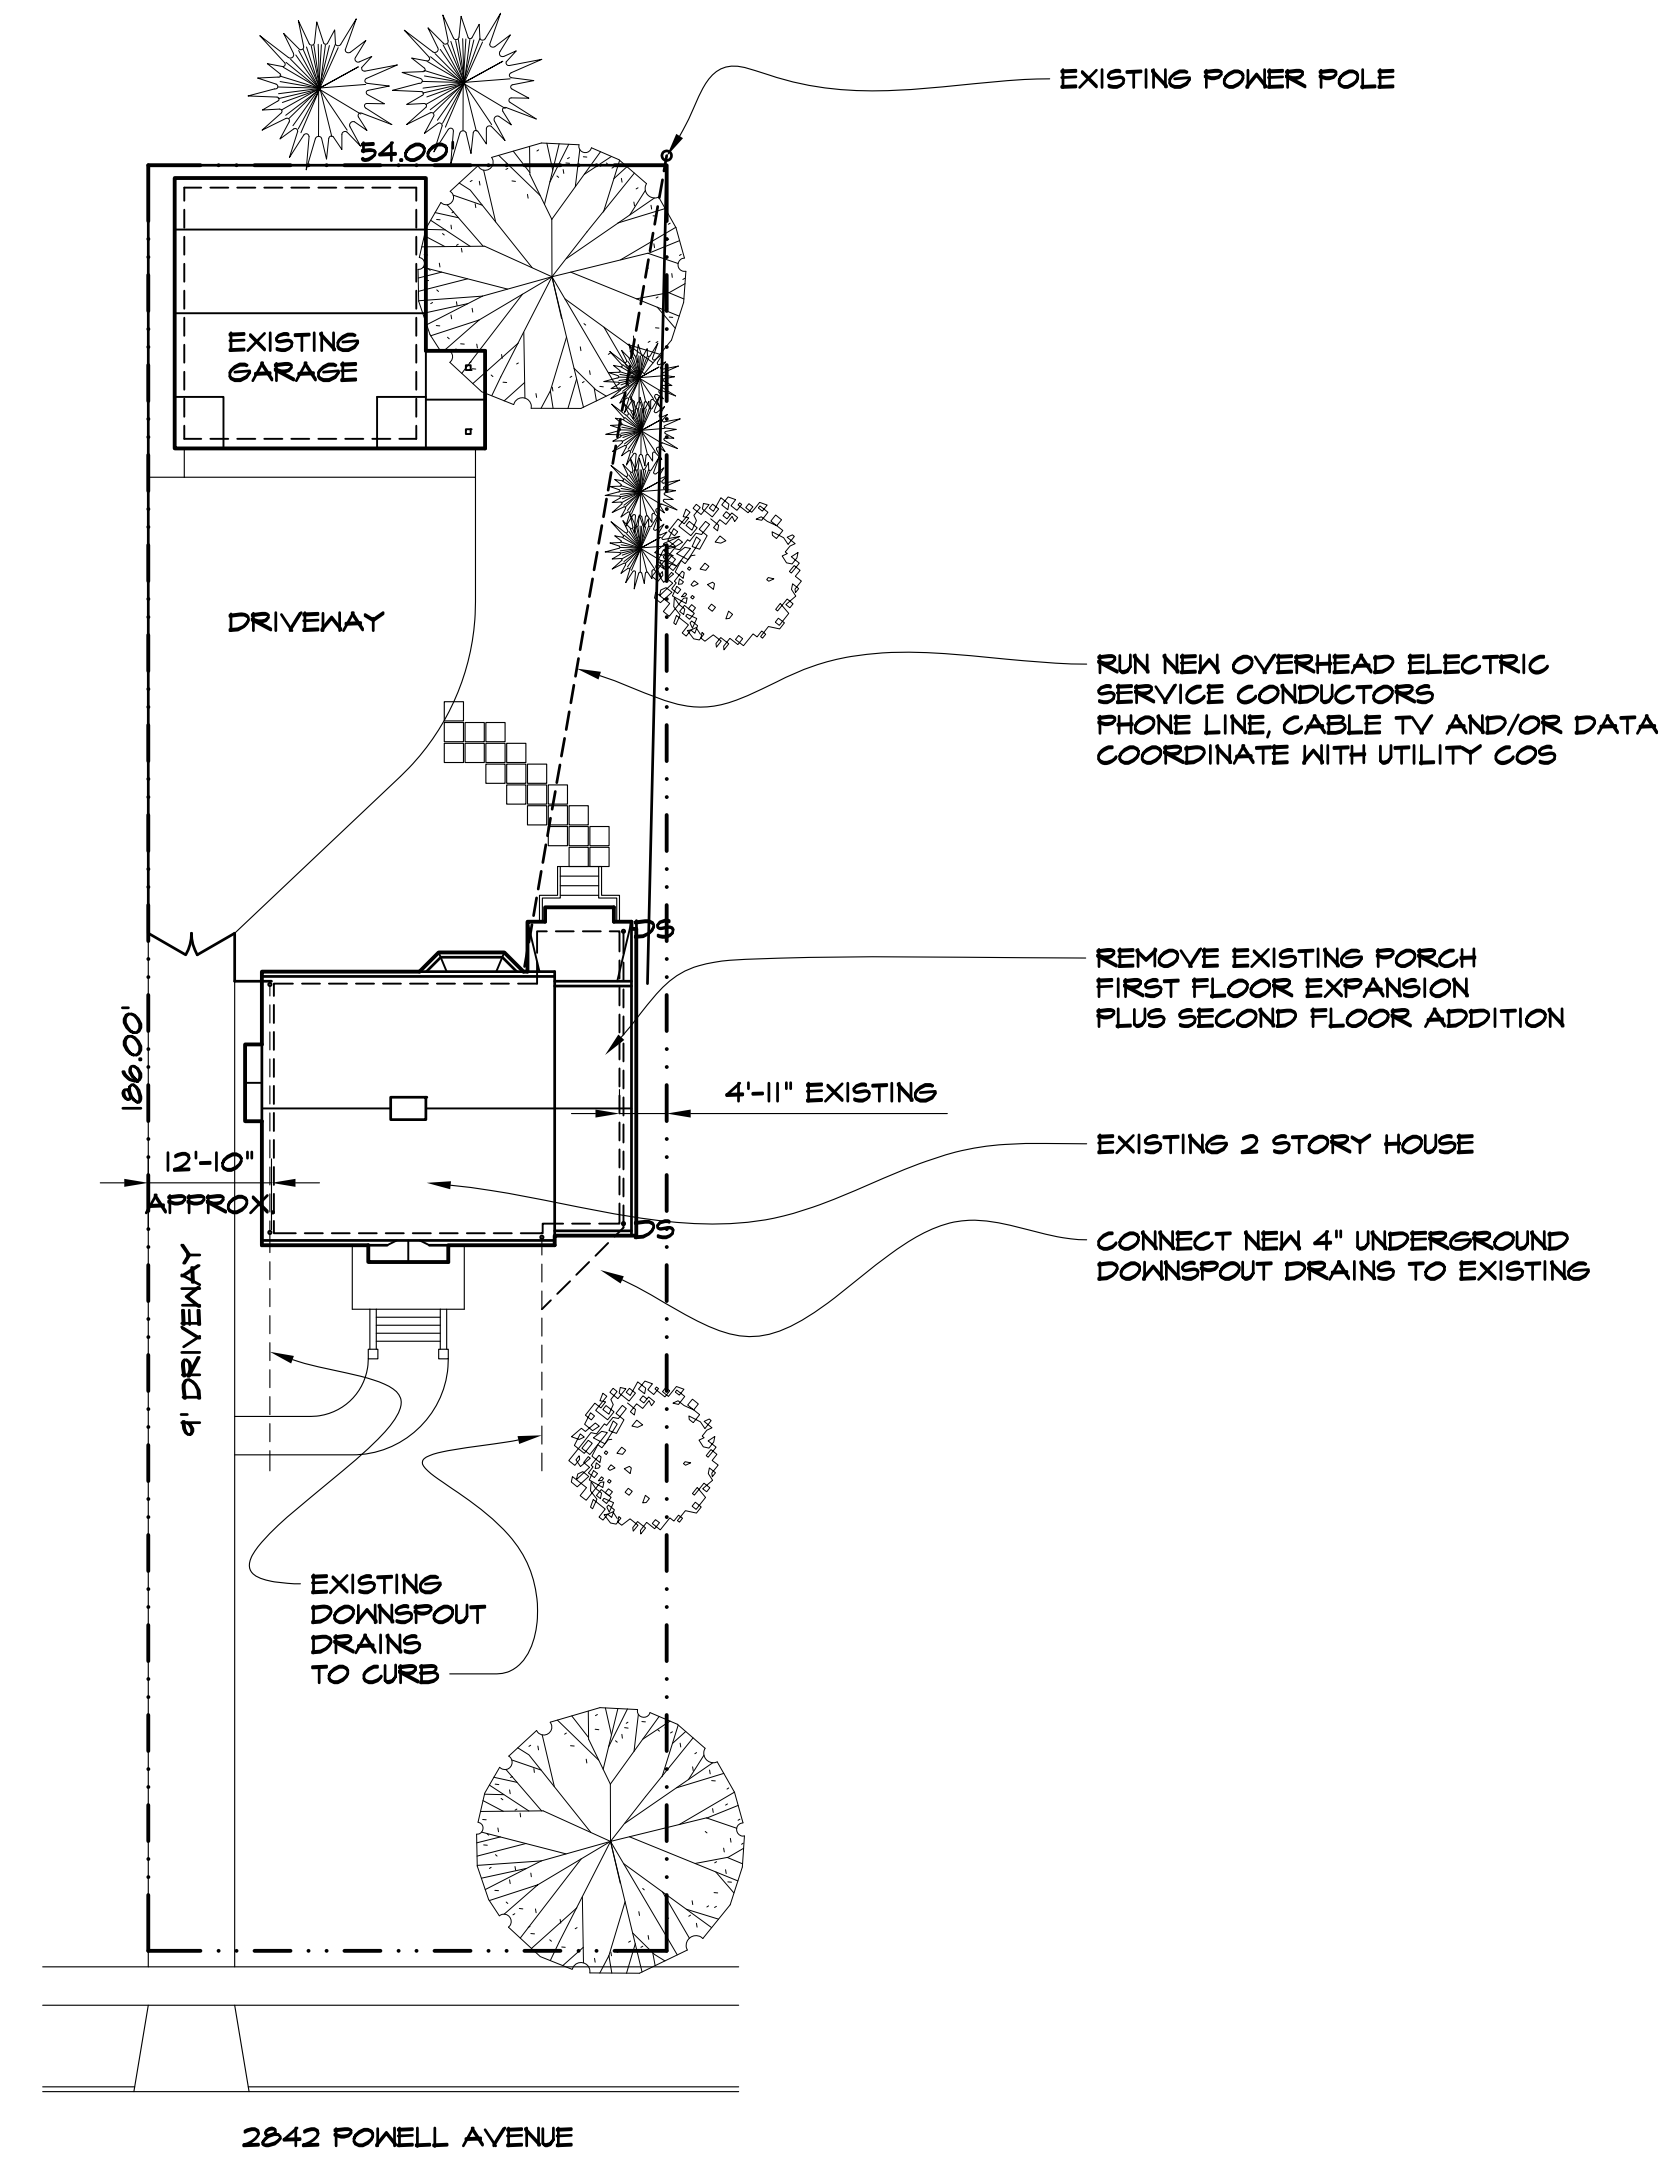 EXISTING POWER POLE
54.00'
EXISTING
GARAGE
DRIVEWAY
RUN NEW OVERHEAD ELECTRIC
SERVICE CONDUCTORS
PHONE LINE, CABLE TV AND/OR DATA
COORDINATE WITH UTILITY COS
DS
REMOVE EXISTING PORCH
FIRST FLOOR EXPANSION
PLUS SECOND FLOOR ADDITION
186.00'
4'-11" EXISTING
EXISTING 2 STORY HOUSE
12'-10"
APPROX.
DS
CONNECT NEW 4" UNDERGROUND
DOWNSPOUT DRAINS TO EXISTING
9' DRIVEWAY
EXISTING
DOWNSPOUT
DRAINS
TO CURB
2842 POWELL AVENUE